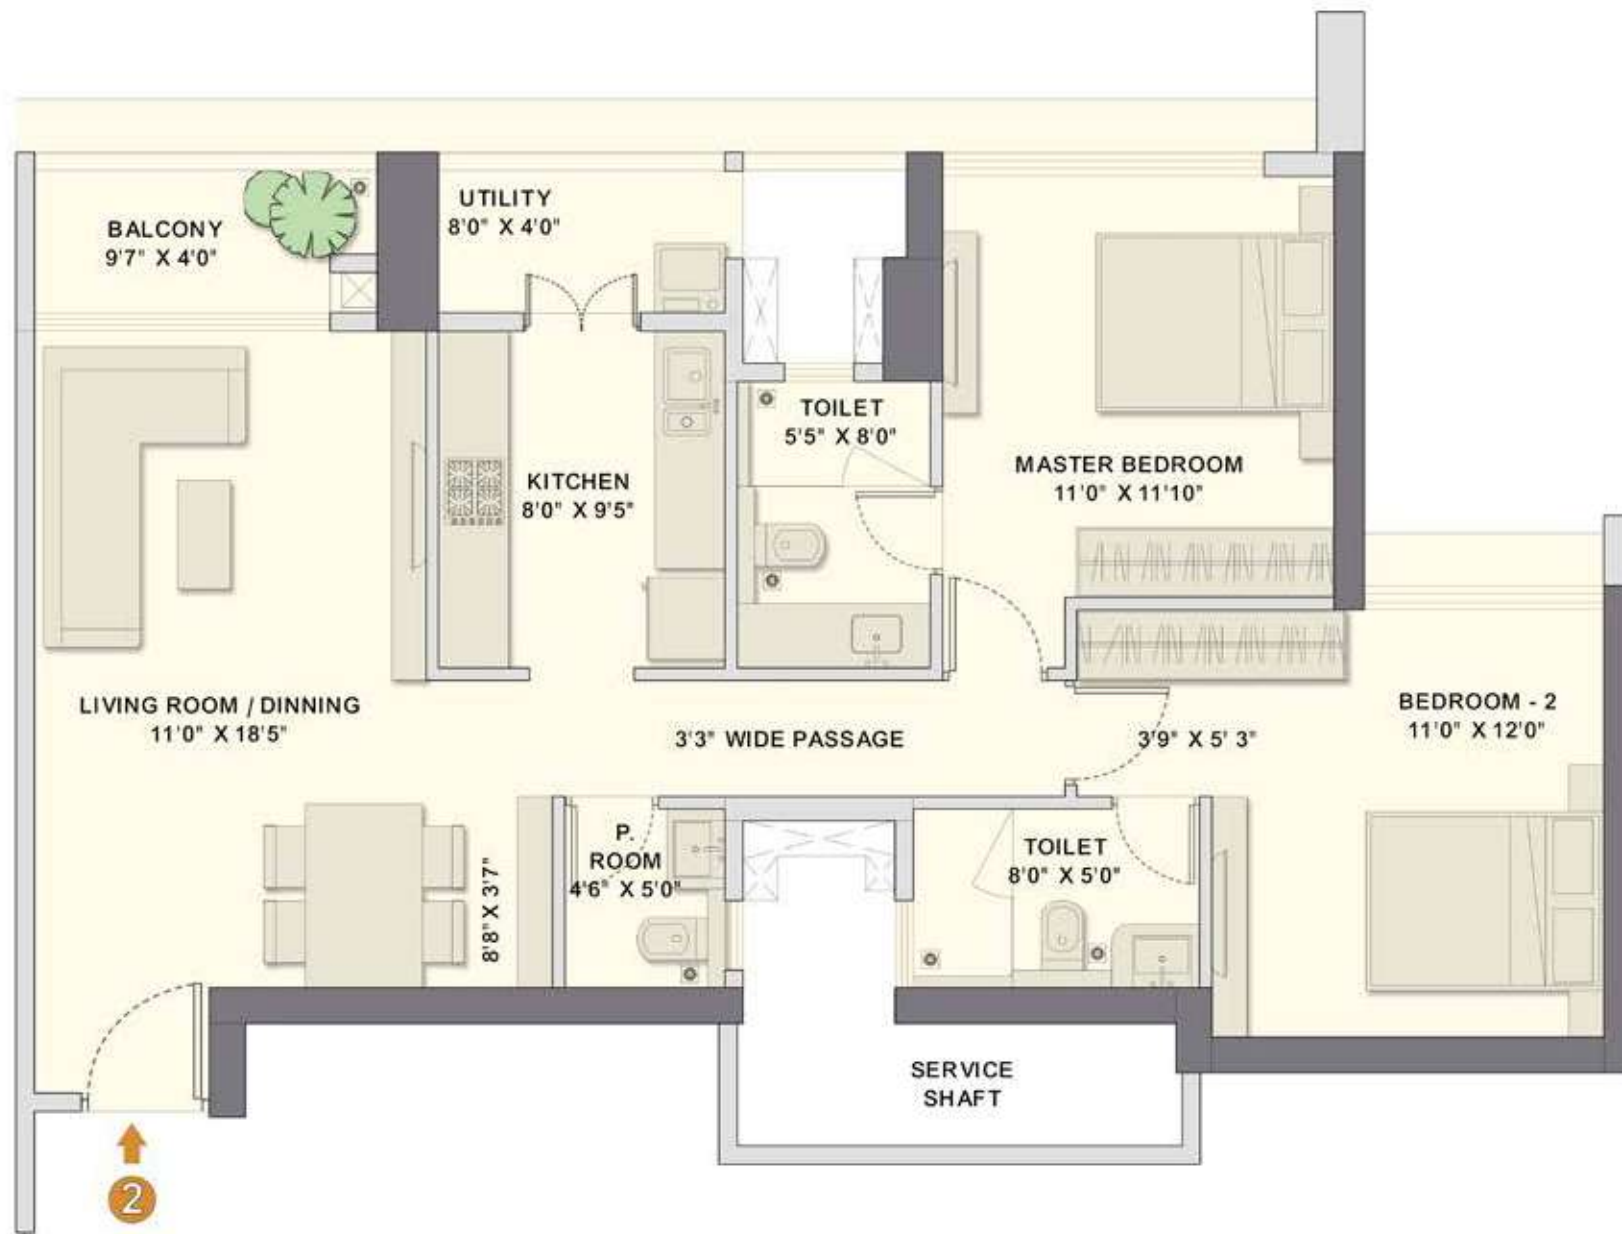 UTILITY
8'0" X 4'0"
BALCONY
9'7" X 4'0"
TOILET
5'5" X 8'0"
MASTER BEDROOM
11'0" X 11'10"
KITCHEN
8'0" X 9'5"
LIVING ROOM / DINNING
11'0" X 18'5"
3'3" WIDE PASSAGE
3'9" X 5' 3"
BEDROOM - 2
11'0" X 12'0"
P.
ROOM
4'6" X 5'0"
TOILET
8'0" X 5'0"
8'8" X 3'7"
SERVICE
SHAFT
2